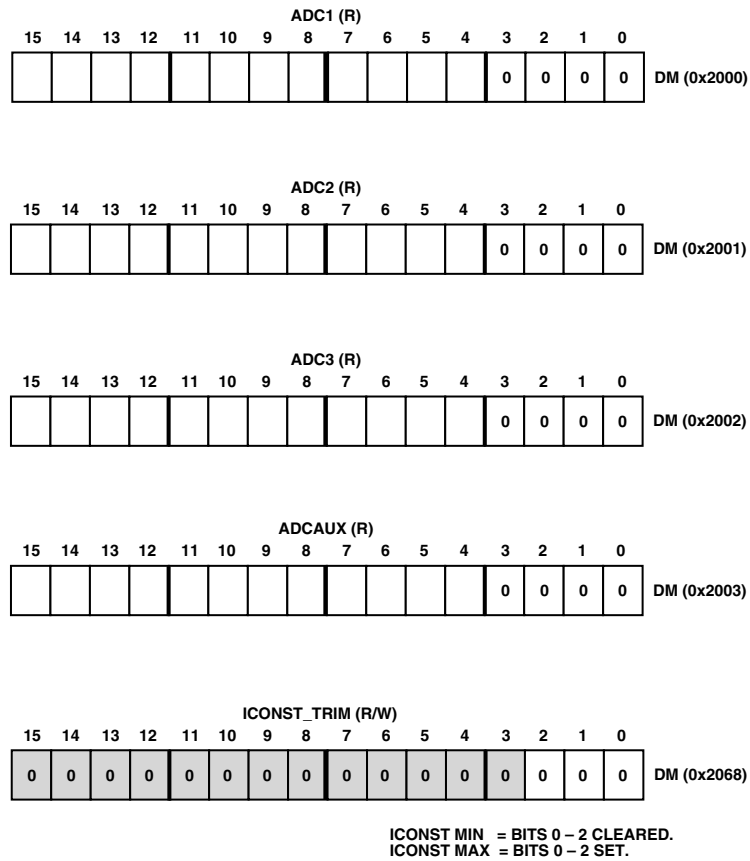 ADC1 (R)
15 14 13 12 11 10 9 8 7 6 5 4 3 2 1 0
0 0 0 0 DM (0x2000)
ADC2 (R)
15 14 13 12 11 10 9 8 7 6 5 4 3 2 1 0
0 0 0 0 DM (0x2001)
ADC3 (R)
15 14 13 12 11 10 9 8 7 6 5 4 3 2 1 0
0 0 0 0 DM (0x2002)
ADCAUX (R)
15 14 13 12 11 10 9 8 7 6 5 4 3 2 1 0
0 0 0 0 DM (0x2003)
ICONST_TRIM (R/W)
15 14 13 12 11 10 9 8 7 6 5 4 3 2 1 0
0 0 0 0 0 0 0 0 0 0 0 0 0 0 0 0 DM (0x2068)
ICONST MIN = BITS 0 – 2 CLEARED.
ICONST MAX = BITS 0 – 2 SET.